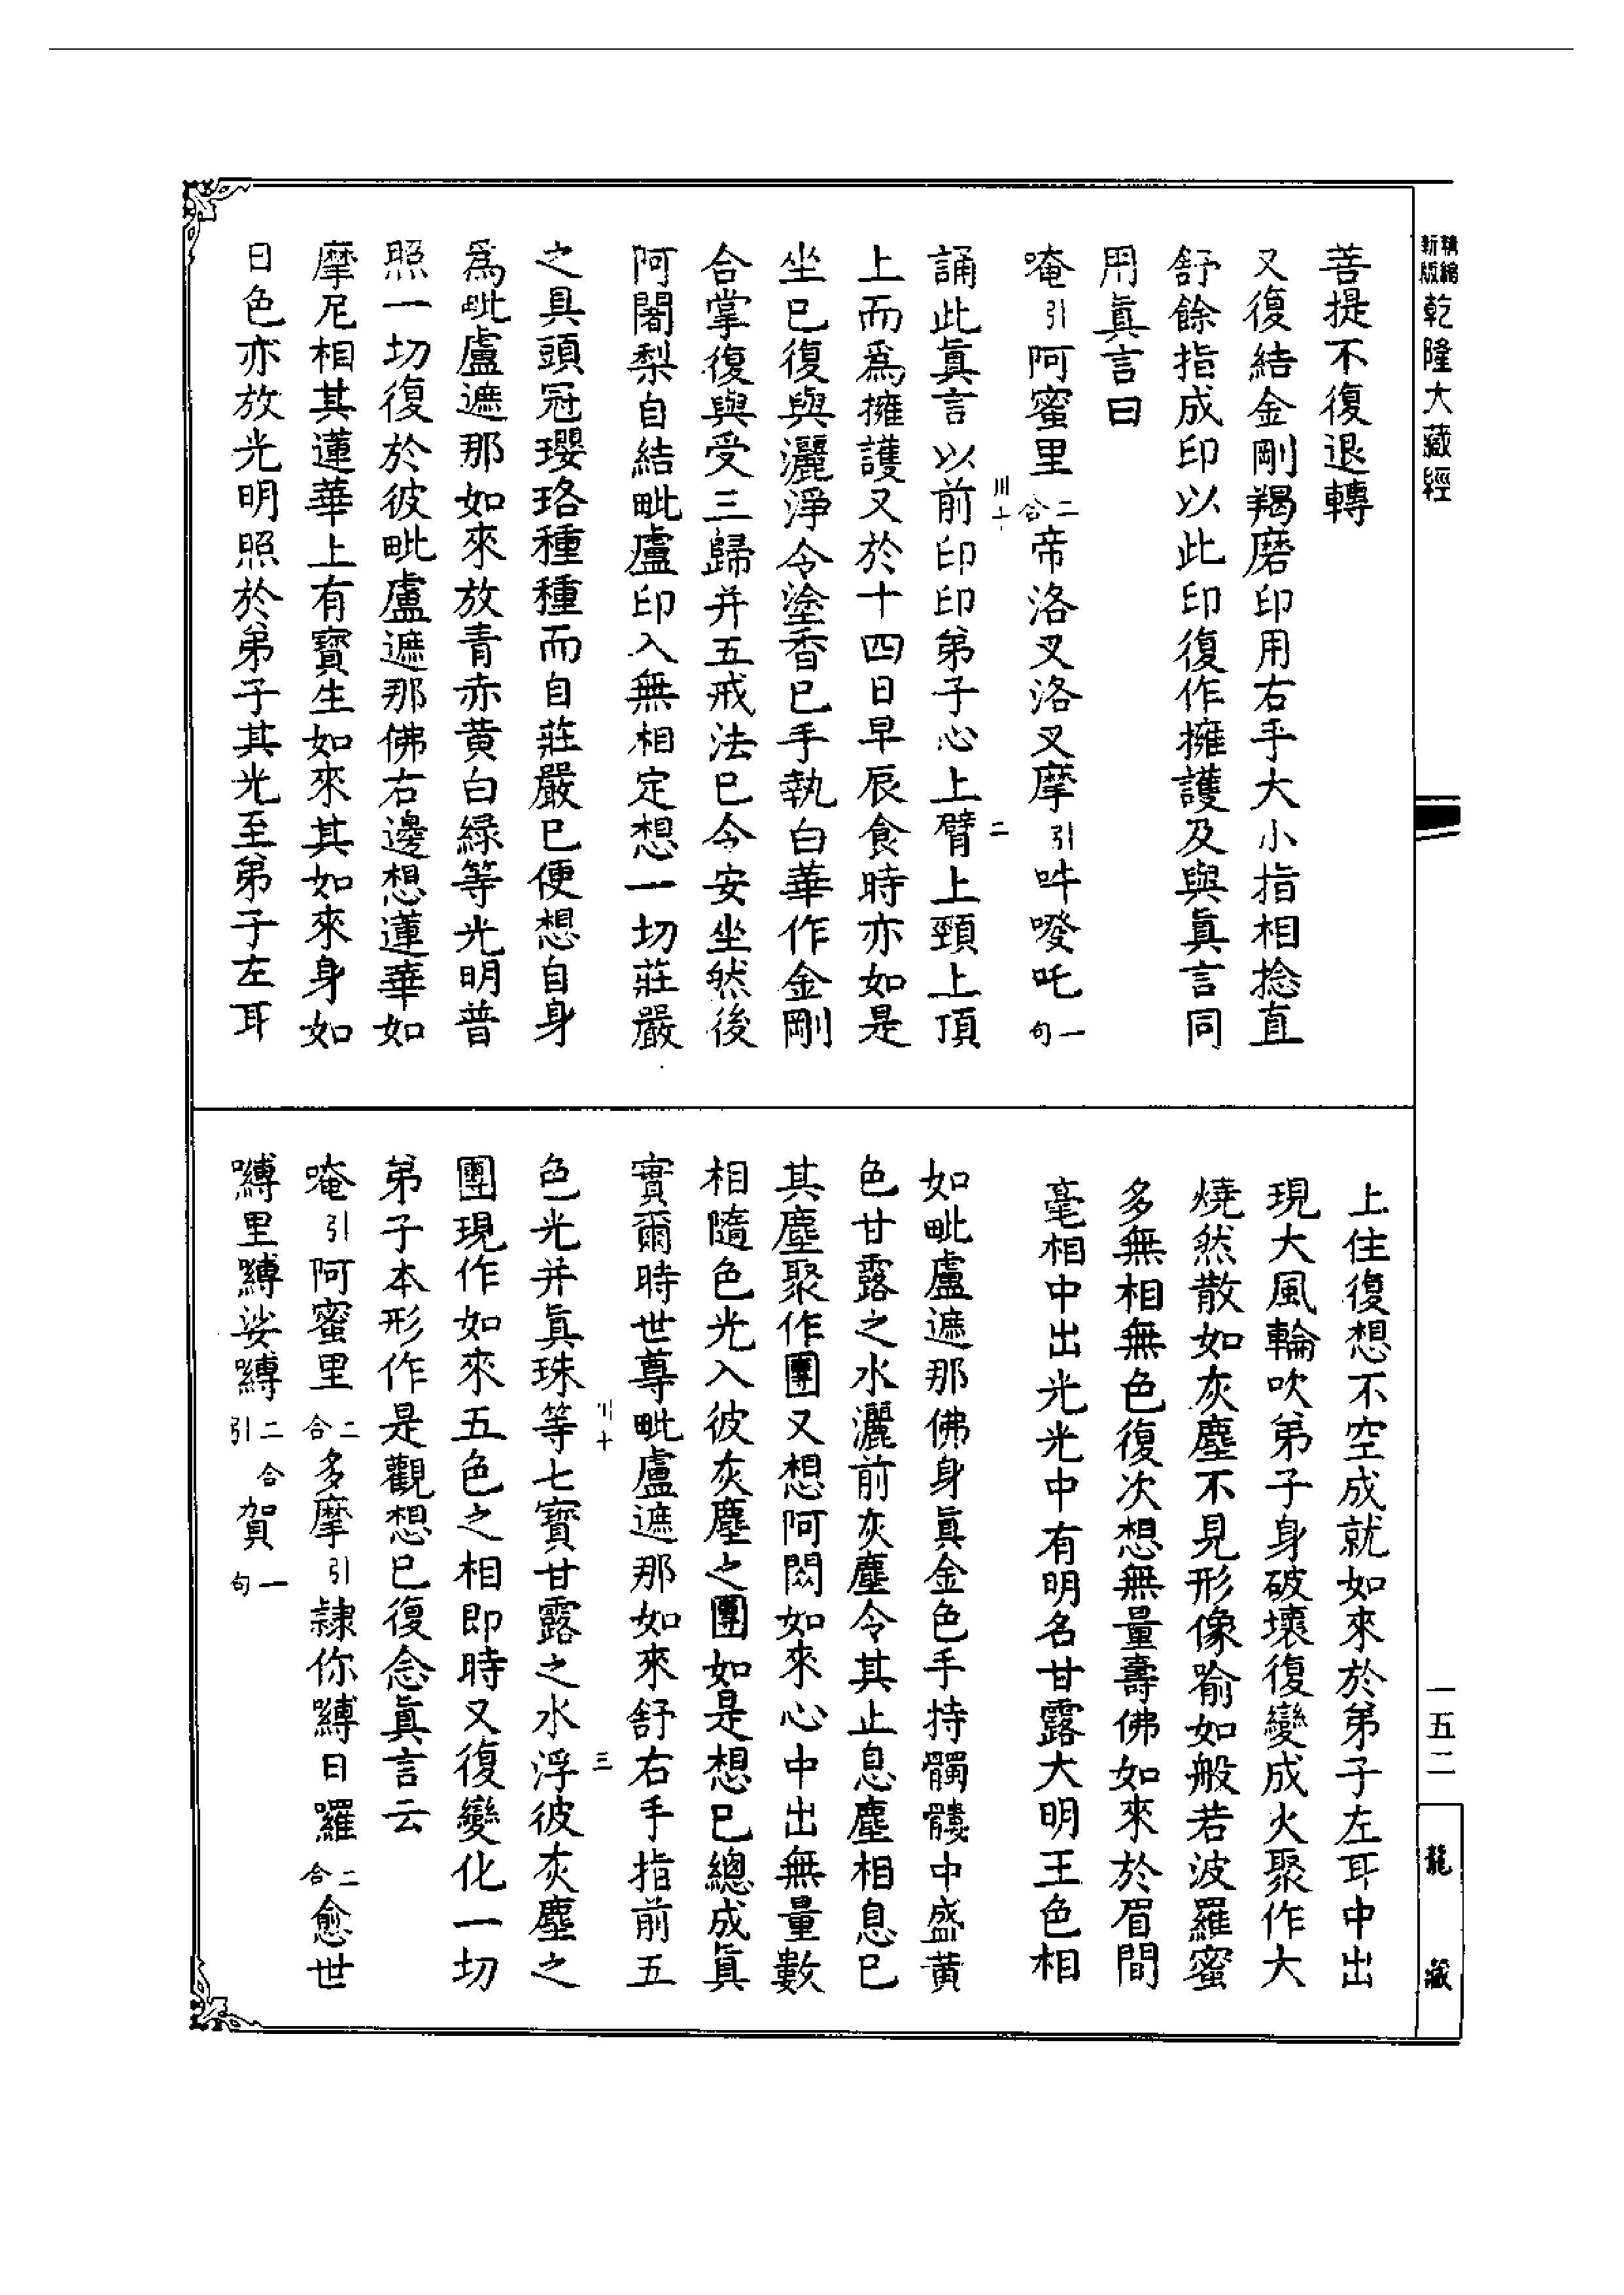 新版精縮乾隆大藏經
菩提不復退轉
又復結金剛羯磨印用右手大小指相捻直
舒餘指成印以此印復作擁護及與眞言同
用眞言曰
唵引阿蜜里二合帝洛叉洛叉摩引吽㗶吒一句
川十
二
誦此眞言以前印印弟子心上臂上頸上頂
上而爲擁護又於十四日早辰食時亦如是
坐已復與灑淨令塗香已手執白華作金剛
合掌復與受三歸并五戒法已令安坐然後
阿闍梨自結毗盧印入無相定想一切莊嚴
之具頭冠瓔珞種種而自莊嚴已便想自身
爲毗盧遮那如來放青赤黄白緑等光明普
照一切復於彼毗盧遮那佛右邊想蓮華如
摩尼相其蓮華上有寳生如來其如來身如
日色亦放光明照於弟子其光至弟子左耳
上住復想不空成就如來於弟子左耳中出
現大風輪吹弟子身破壞復變成火聚作大
燒然散如灰塵不見形像喻如般若波羅蜜
多無相無色復次想無量壽佛如來於眉間
毫相中出光光中有明名甘露大明王色相
如毗盧遮那佛身眞金色手持髑髏中盛黄
色甘露之水灑前灰塵令其止息塵相息已
其塵聚作團又想阿閦如來心中出無量數
相隨色光入彼灰塵之團如是想已總成眞
實爾時世尊毗盧遮那如來舒右手指前五
川十
三
色光并眞珠等七寳甘露之水浮彼灰塵之
團現作如來五色之相即時又復變化一切
弟子本形作是觀想已復念眞言云
唵引阿蜜里二合多摩引隷你嚩日囉二合愈世
嚩里嚩娑嚩二合引賀一句
一五二
龍藏